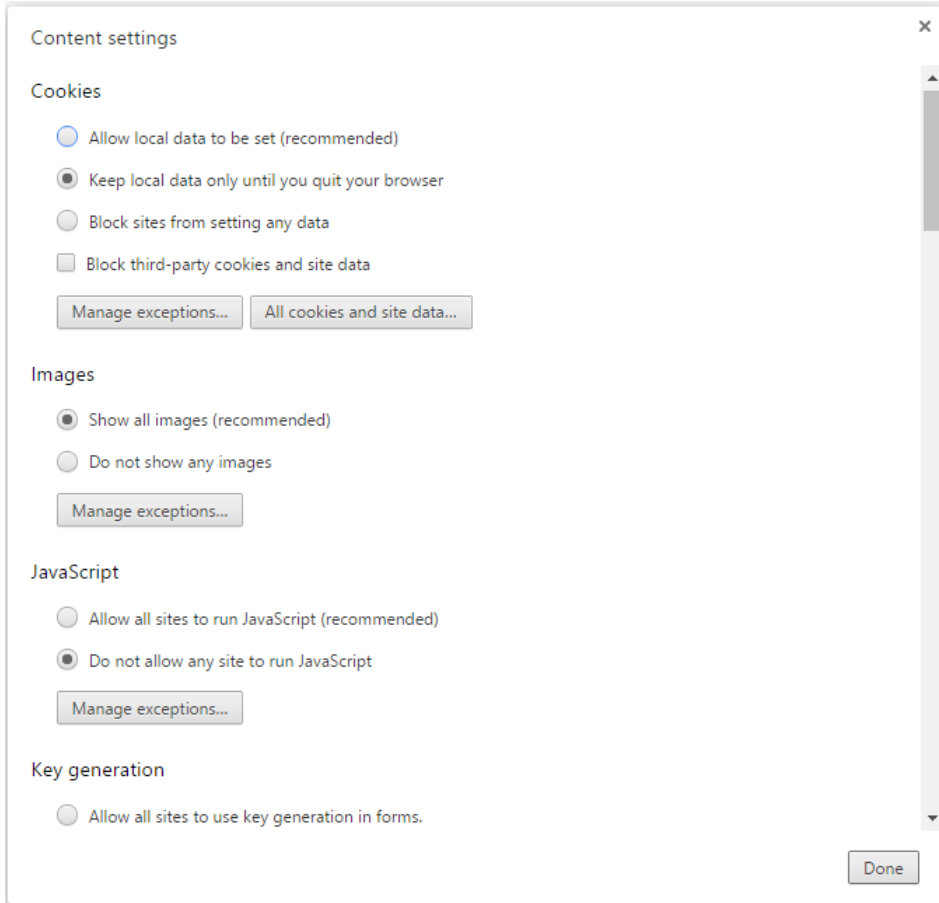 Content settings
Cookies
Allow local data to be set (recommended)
Keep local data only until you quit your browser
Block sites from setting any data
Block third-party cookies and site data
Manage exceptions... All cookies and site data...
Images
Show all images (recommended)
Do not show any images
Manage exceptions...
JavaScript
Allow all sites to run JavaScript (recommended)
Do not allow any site to run JavaScript
Manage exceptions...
Key generation
Allow all sites to use key generation in forms.
Done